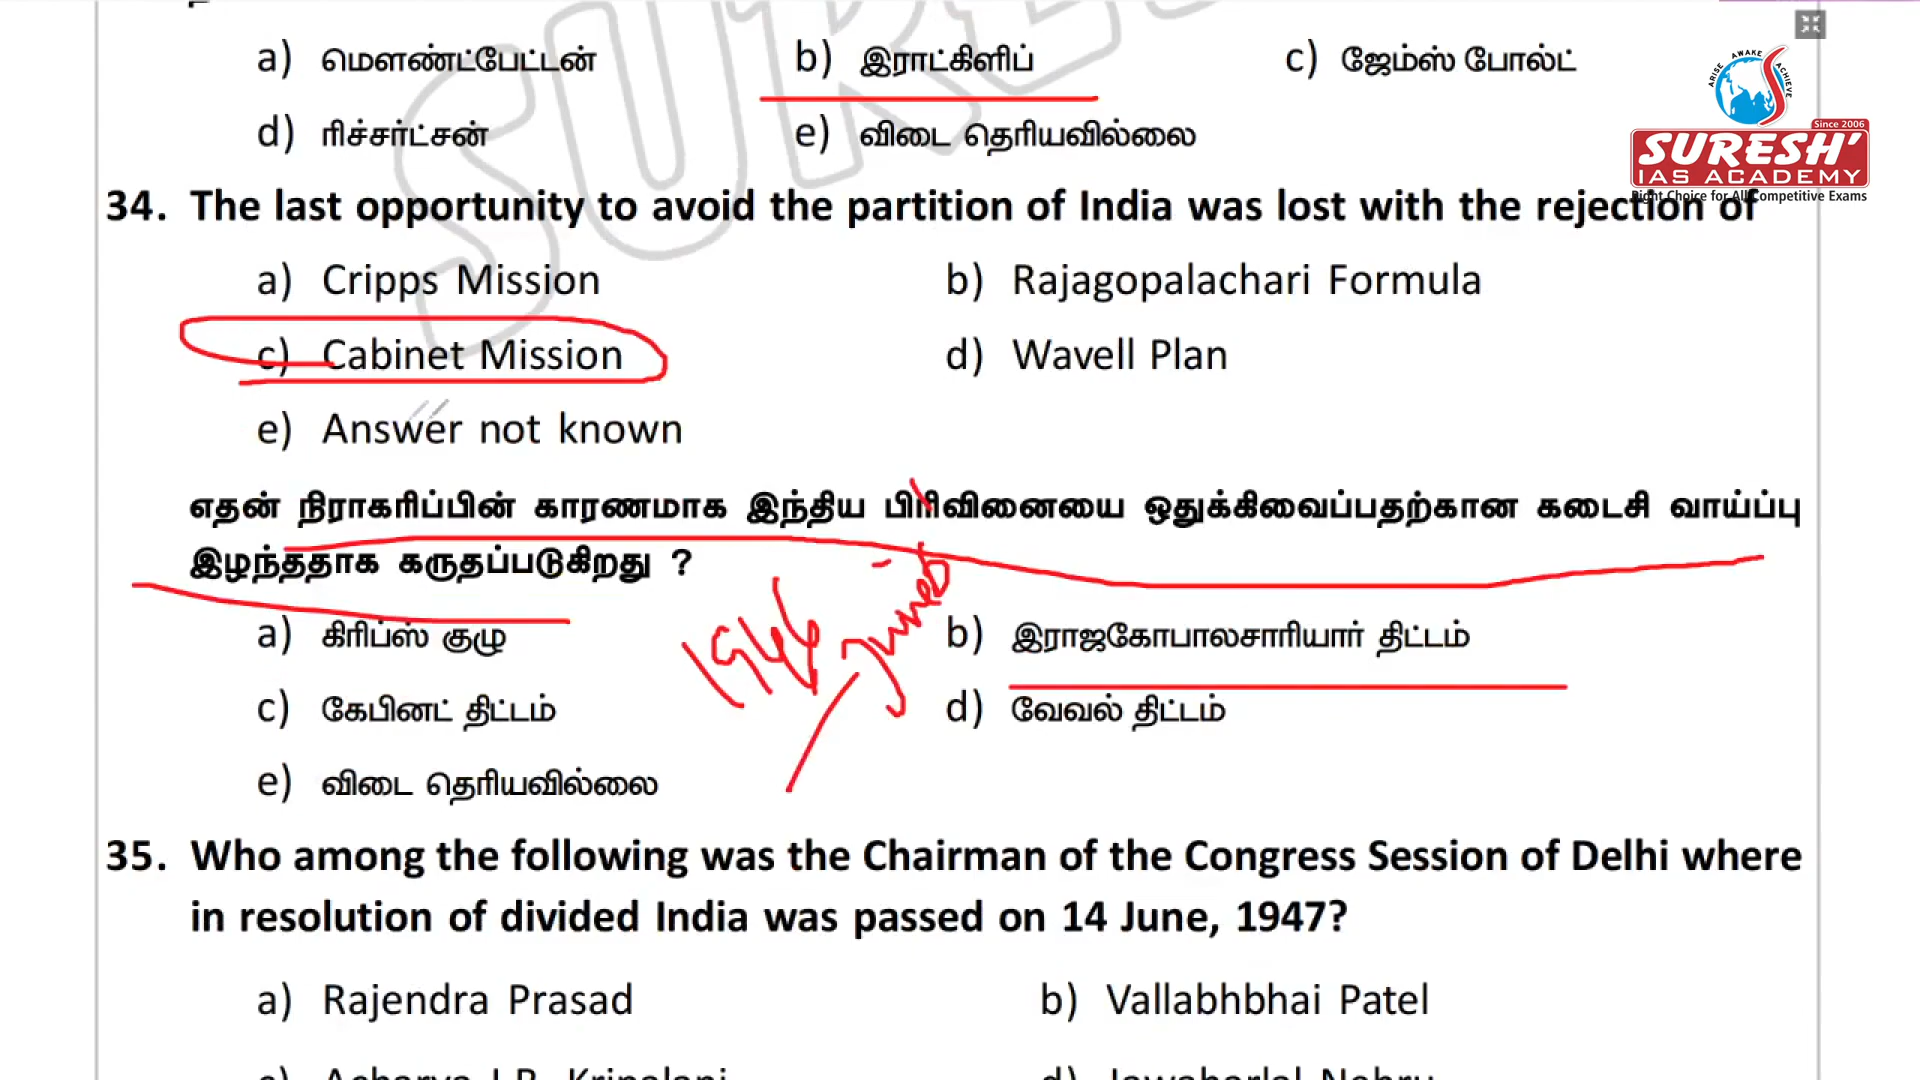 a) மௌண்ட்பேட்டன் b) இராட்கிளிப் c) ஜேம்ஸ் போல்ட்
d) ரிச்சர்ட்சன் e) விடை தெரியவில்லை
ARISE AWAKE ACHIEVE
Since 2006
SURESH'
IAS ACADEMY
Right Choice for All Competitive Exams
34. The last opportunity to avoid the partition of India was lost with the rejection of
a) Cripps Mission b) Rajagopalachari Formula
c) Cabinet Mission d) Wavell Plan
e) Answer not known
எதன் நிராகரிப்பின் காரணமாக இந்திய பிரிவினையை ஒதுக்கிவைப்பதற்கான கடைசி வாய்ப்பு
இழந்ததாக கருதப்படுகிறது ?
1946 June
a) கிரிப்ஸ் குழு b) இராஜகோபாலசாரியார் திட்டம்
c) கேபினட் திட்டம் d) வேவல் திட்டம்
e) விடை தெரியவில்லை
35. Who among the following was the Chairman of the Congress Session of Delhi where
in resolution of divided India was passed on 14 June, 1947?
a) Rajendra Prasad b) Vallabhbhai Patel
c) Acharya J.B. Kripalani d) Jawaharlal Nehru